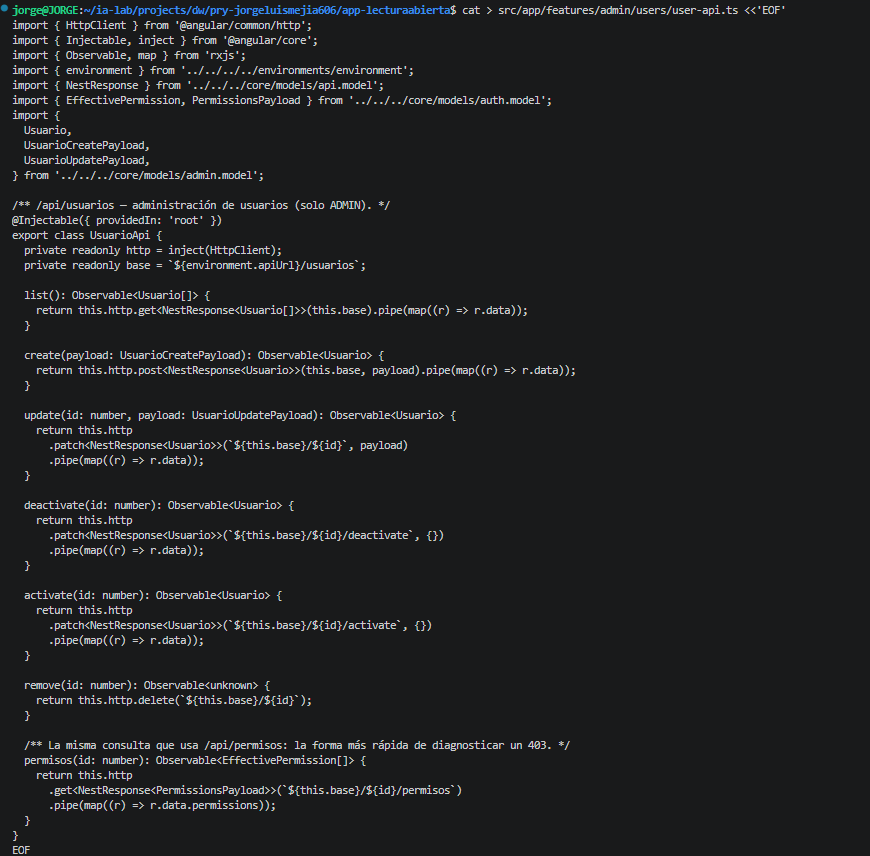 jorge@JORGE:~/ia-lab/projects/dw/pry-jorgeluismejia606/app-lecturaabierta$ cat > src/app/features/admin/users/user-api.ts <<'EOF'
import { HttpClient } from '@angular/common/http';
import { Injectable, inject } from '@angular/core';
import { Observable, map } from 'rxjs';
import { environment } from '../../../../environments/environment';
import { NestResponse } from '../../../core/models/api.model';
import { EffectivePermission, PermissionsPayload } from '../../../core/models/auth.model';
import {
  Usuario,
  UsuarioCreatePayload,
  UsuarioUpdatePayload,
} from '../../../core/models/admin.model';

/** /api/usuarios — administración de usuarios (solo ADMIN). */
@Injectable({ providedIn: 'root' })
export class UsuarioApi {
  private readonly http = inject(HttpClient);
  private readonly base = `${environment.apiUrl}/usuarios`;

  list(): Observable<Usuario[]> {
    return this.http.get<NestResponse<Usuario[]>>(this.base).pipe(map((r) => r.data));
  }

  create(payload: UsuarioCreatePayload): Observable<Usuario> {
    return this.http.post<NestResponse<Usuario>>(this.base, payload).pipe(map((r) => r.data));
  }

  update(id: number, payload: UsuarioUpdatePayload): Observable<Usuario> {
    return this.http
      .patch<NestResponse<Usuario>>(`${this.base}/${id}`, payload)
      .pipe(map((r) => r.data));
  }

  deactivate(id: number): Observable<Usuario> {
    return this.http
      .patch<NestResponse<Usuario>>(`${this.base}/${id}/deactivate`, {})
      .pipe(map((r) => r.data));
  }

  activate(id: number): Observable<Usuario> {
    return this.http
      .patch<NestResponse<Usuario>>(`${this.base}/${id}/activate`, {})
      .pipe(map((r) => r.data));
  }

  remove(id: number): Observable<unknown> {
    return this.http.delete(`${this.base}/${id}`);
  }

  /** La misma consulta que usa /api/permisos: la forma más rápida de diagnosticar un 403. */
  permisos(id: number): Observable<EffectivePermission[]> {
    return this.http
      .get<NestResponse<PermissionsPayload>>(`${this.base}/${id}/permisos`)
      .pipe(map((r) => r.data.permissions));
  }
}
EOF